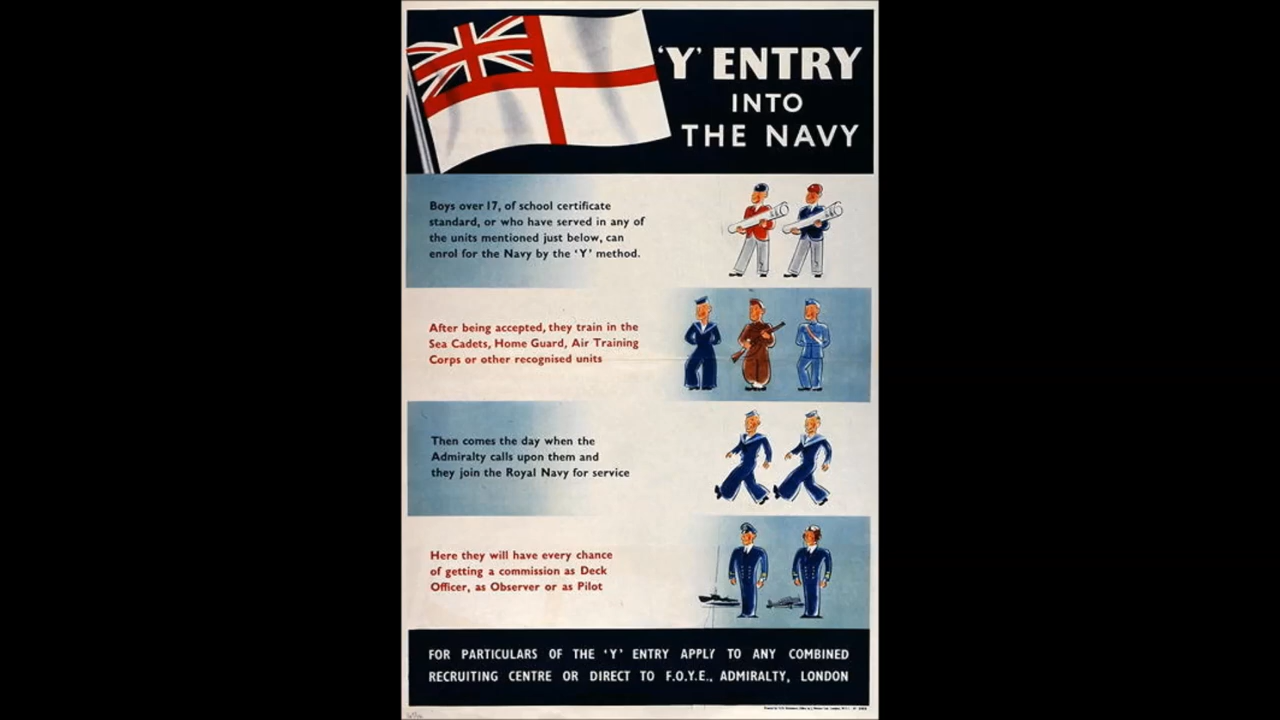 'Y' ENTRY
INTO
THE NAVY
Boys over 17, of school certificate
standard, or who have served in any of
the units mentioned just below, can
enrol for the Navy by the 'Y' method.
After being accepted, they train in the
Sea Cadets, Home Guard, Air Training
Corps or other recognised units
Then comes the day when the
Admiralty calls upon them and
they join the Royal Navy for service
Here they will have every chance
of getting a commission as Deck
Officer, as Observer or as Pilot
FOR PARTICULARS OF THE 'Y' ENTRY APPLY TO ANY COMBINED
RECRUITING CENTRE OR DIRECT TO F.O.Y.E., ADMIRALTY, LONDON